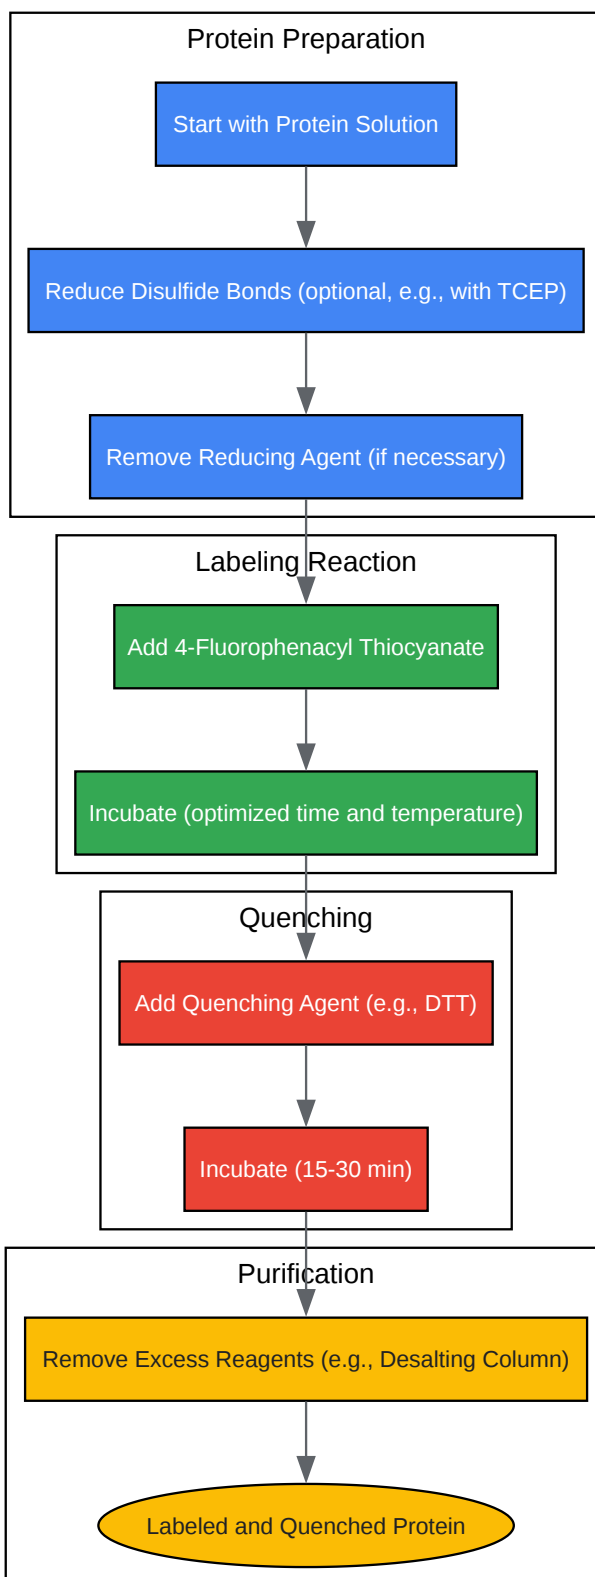 Protein Preparation
Start with Protein Solution
Reduce Disulfide Bonds (optional, e.g., with TCEP)
Remove Reducing Agent (if necessary)
Labeling Reaction
Add 4-Fluorophenacyl Thiocyanate
Incubate (optimized time and temperature)
Quenching
Add Quenching Agent (e.g., DTT)
Incubate (15-30 min)
Purification
Remove Excess Reagents (e.g., Desalting Column)
Labeled and Quenched Protein